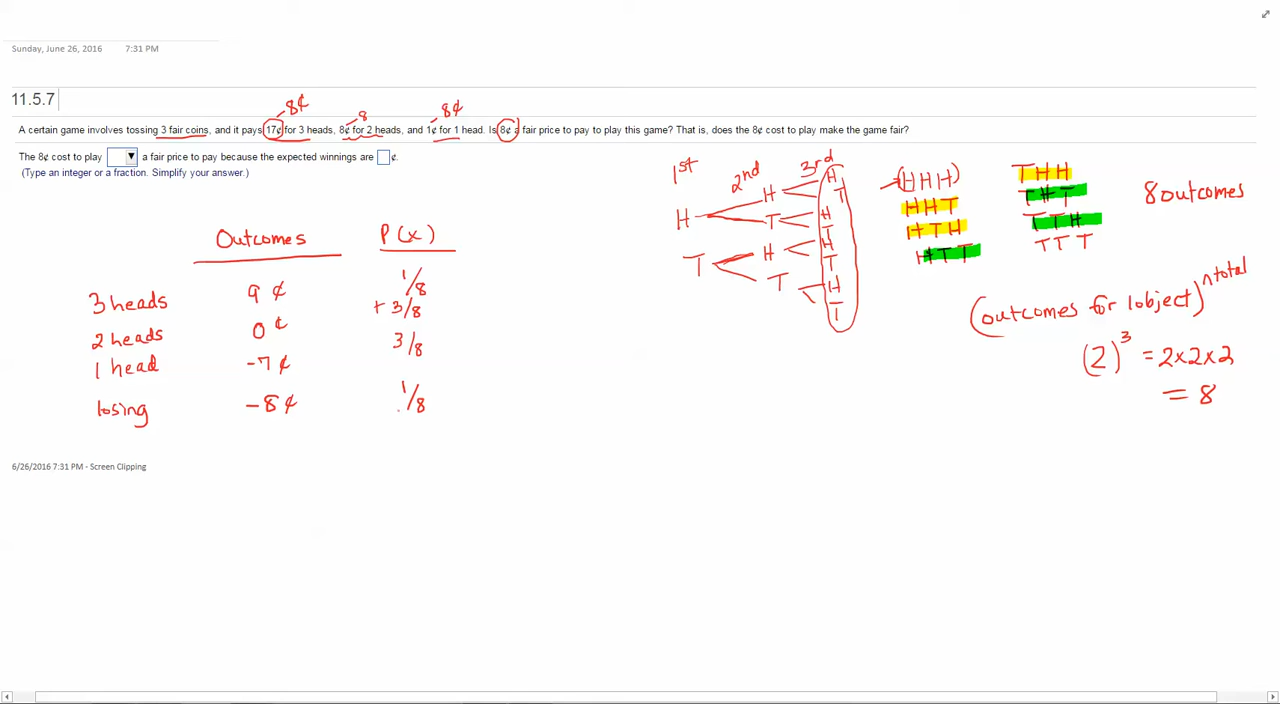 Sunday, June 26, 2016 7:31 PM
11.5.7
-8¢ -8 -8¢
A certain game involves tossing 3 fair coins, and it pays 17¢ for 3 heads, 8¢ for 2 heads, and 1¢ for 1 head. Is 8¢ a fair price to pay to play this game? That is, does the 8¢ cost to play make the game fair?
The 8¢ cost to play ▼ a fair price to pay because the expected winnings are ¢.
(Type an integer or a fraction. Simplify your answer.)
Outcomes P(x)
3 heads 9¢ 1/8
+ 3/8
2 heads 0¢ 3/8
1 head -7¢
losing -8¢ 1/8
1st 2nd 3rd
H
H T
H T H
T
T H H
T
T H
T
(HHH) THH
HHT THT
HTH TTH
HTT TTT
8 outcomes
(outcomes for 1 object)^n total
(2)^3 = 2x2x2
= 8
6/26/2016 7:31 PM - Screen Clipping